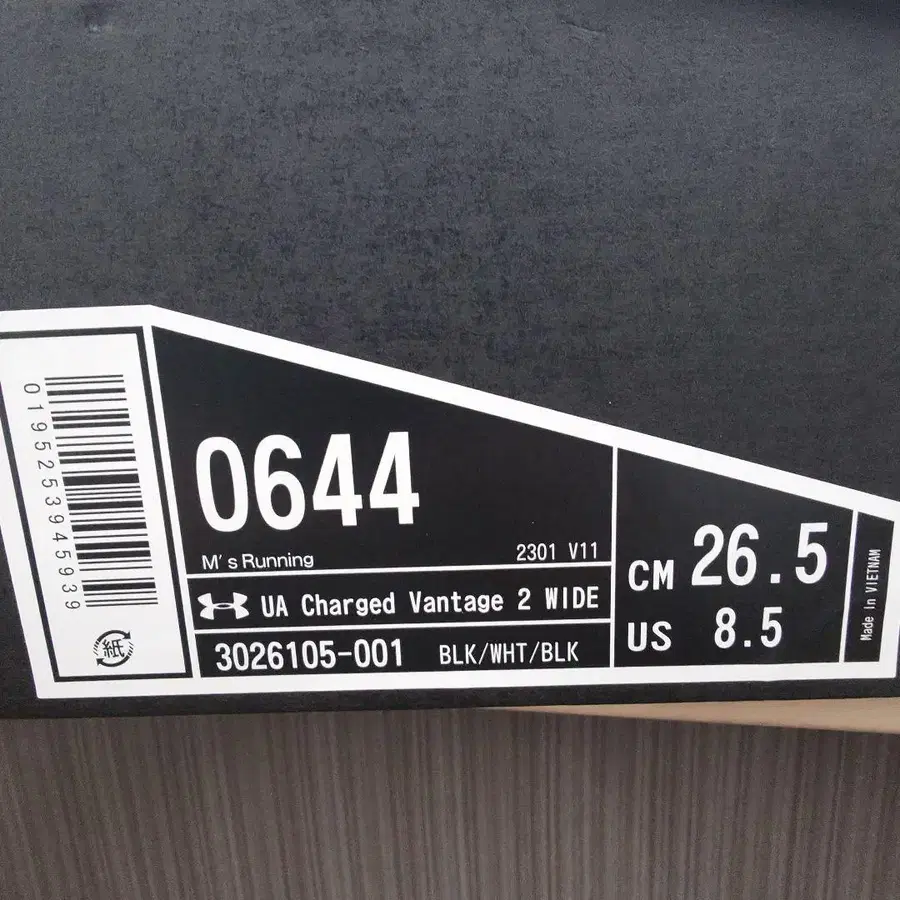 0195253945939
紙
0644
M's Running
2301 V11
UA Charged Vantage 2 WIDE
3026105-001 BLK/WHT/BLK
CM 26.5
US 8.5
Made In VIETNAM